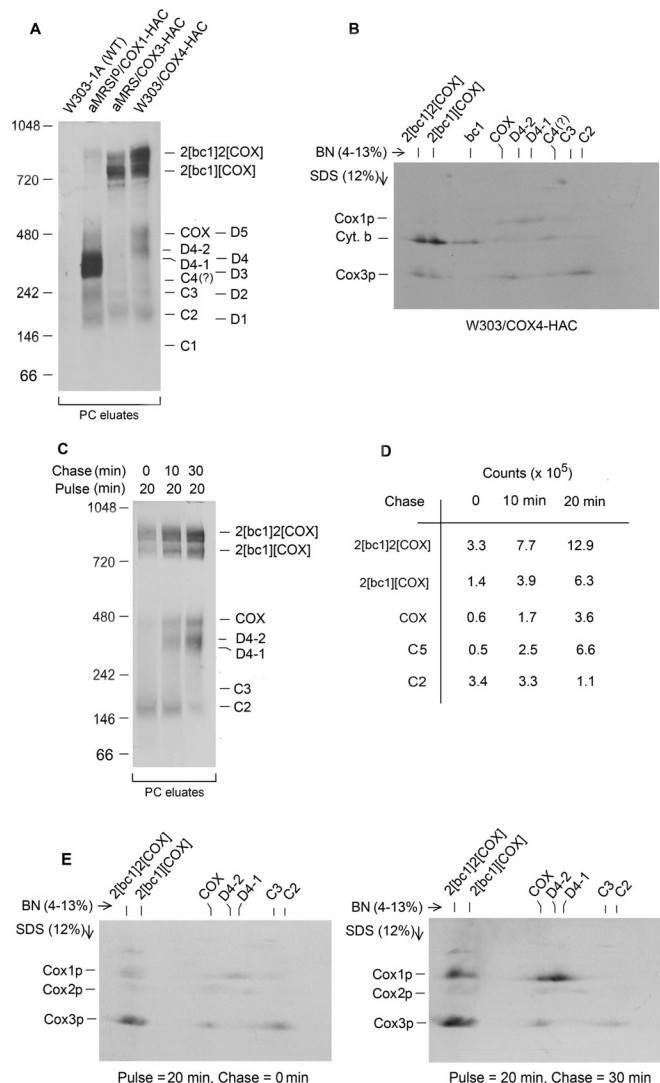 A
W303-1A (WT)
aMRSIº/COX1-HAC
aMRS/COX3-HAC
W303/COX4-HAC
1048
720
480
242
146
66
2[bc1]2[COX]
2[bc1][COX]
COX – D5
D4-2
D4
D4-1
D3
C4(?)
C3
D2
C2
D1
C1
PC eluates
B
2[bc1]2[COX]
2[bc1][COX]
bc1
COX
D4-2
D4-1
C4(?)
C3
C2
BN (4-13%)
SDS (12%)
Cox1p
Cyt. b
Cox3p
W303/COX4-HAC
C
Chase (min) 0 10 30
Pulse (min) 20 20 20
1048
720
480
242
146
66
2[bc1]2[COX]
2[bc1][COX]
COX
D4-2
D4-1
C3
C2
PC eluates
D
Counts (x 10⁵)
Chase 0 10 min 20 min
2[bc1]2[COX] 3.3 7.7 12.9
2[bc1][COX] 1.4 3.9 6.3
COX 0.6 1.7 3.6
C5 0.5 2.5 6.6
C2 3.4 3.3 1.1
E
2[bc1]2[COX]
2[bc1][COX]
COX
D4-2
D4-1
C3
C2
BN (4-13%)
SDS (12%)
Cox1p
Cox2p
Cox3p
Pulse = 20 min, Chase = 0 min
2[bc1]2[COX]
2[bc1][COX]
COX
D4-2
D4-1
C3
C2
BN (4-13%)
SDS (12%)
Cox1p
Cox2p
Cox3p
Pulse = 20 min, Chase = 30 min